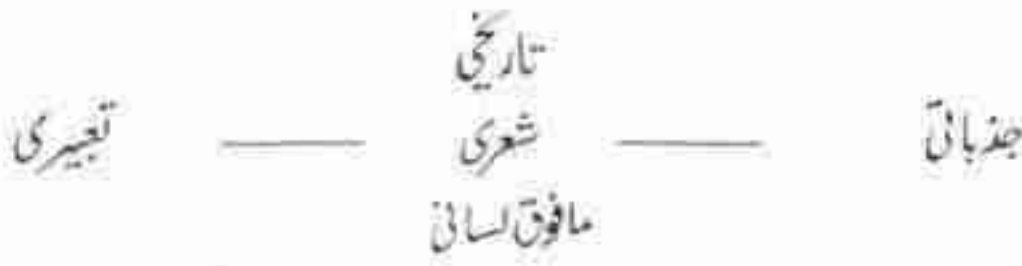 تاریخی
جذباتی —— شعری —— تعبیری
مافوق لسانی